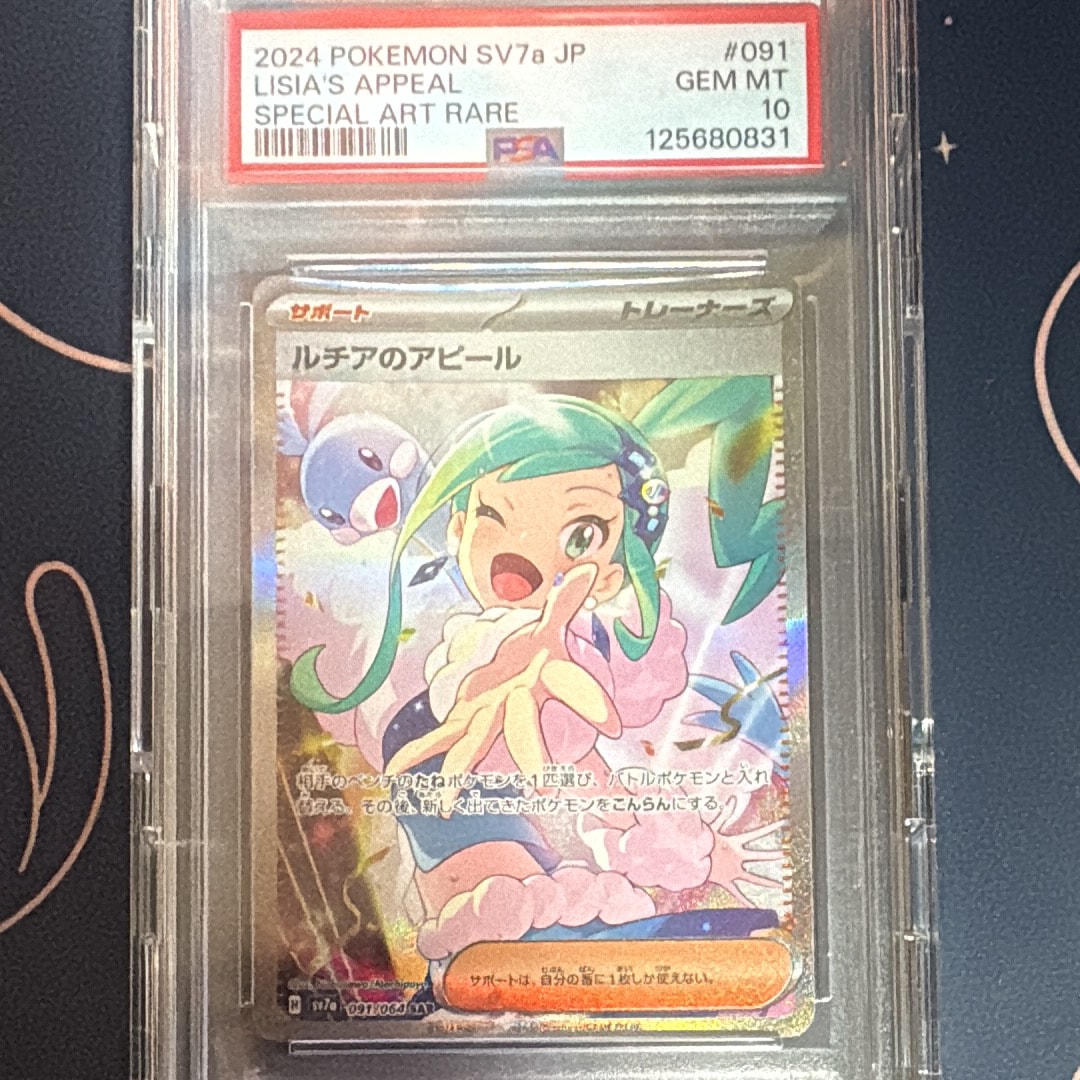 2024 POKEMON SV7a JP #091
LISIA'S APPEAL GEM MT
SPECIAL ART RARE 10
PSA 125680831
サポート トレーナーズ
ルチアのアピール
相手のベンチのたねポケモンを1匹選び、バトルポケモンと入れ
替える。その後、新しく出てきたポケモンをこんらんにする。
サポートは、自分の番に1枚しか使えない。
H sv7a 091/064 SAR